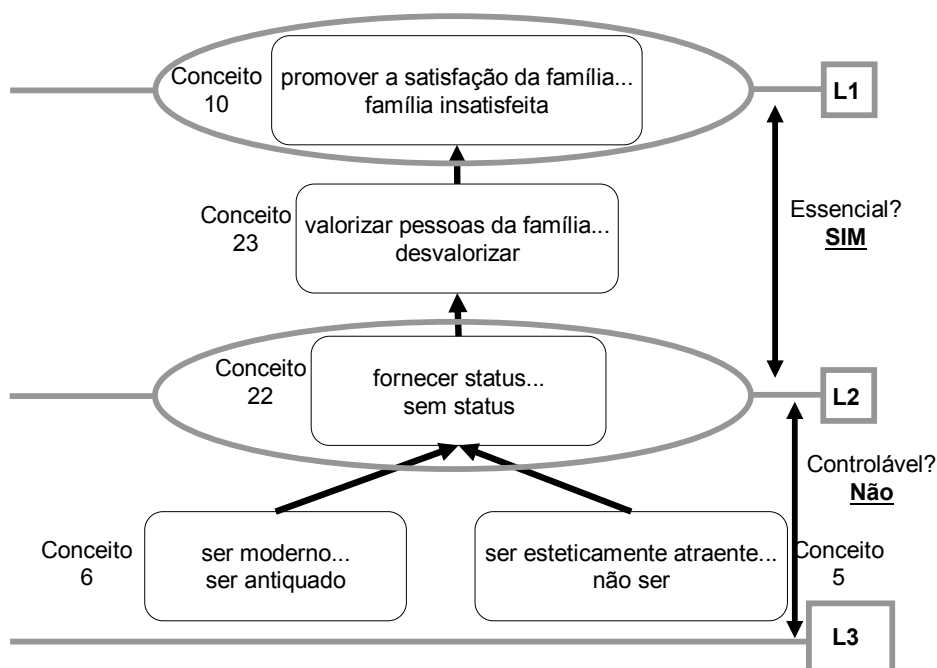 Conceito
10
promover a satisfação da família...
família insatisfeita
L1
Essencial?
SIM
Conceito
23
valorizar pessoas da família...
desvalorizar
Conceito
22
fornecer status...
sem status
L2
Controlável?
Não
Conceito
6
ser moderno...
ser antiquado
ser esteticamente atraente...
não ser
Conceito
5
L3